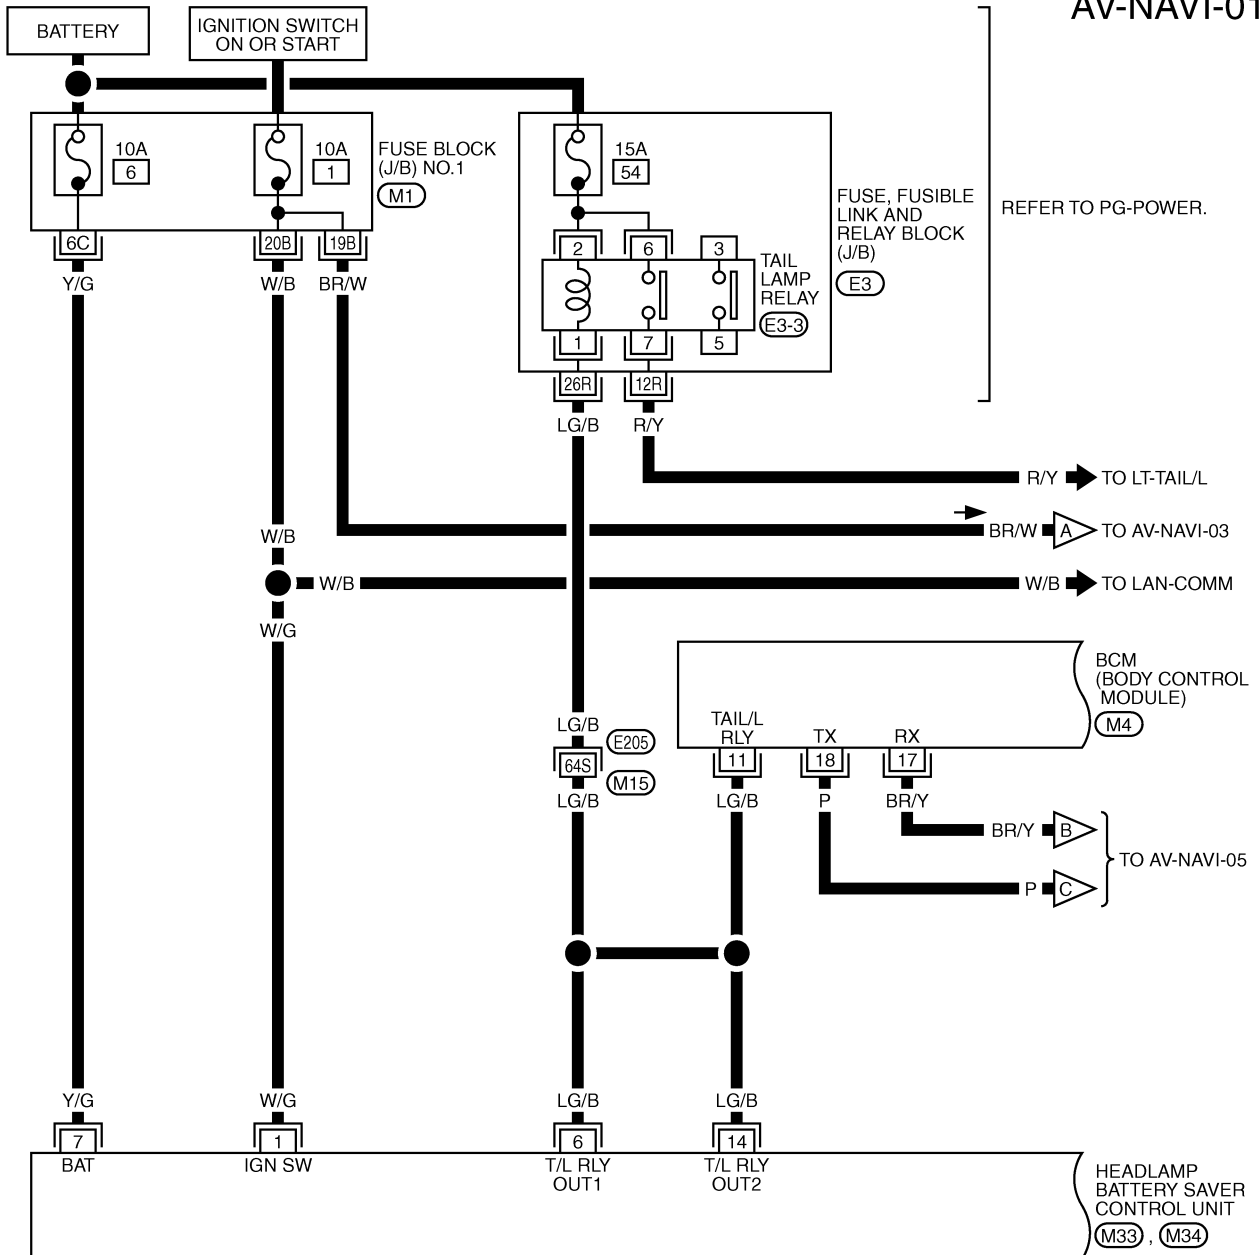 AV-NAVI-01
BATTERY
IGNITION SWITCH
ON OR START
10A
6
10A
1
FUSE BLOCK
(J/B) NO.1
M1
15A
54
FUSE, FUSIBLE
LINK AND
RELAY BLOCK
(J/B)
E3
REFER TO PG-POWER.
6C
20B
19B
2
6
3
TAIL
LAMP
RELAY
E3-3
Y/G
W/B
BR/W
1
7
5
26R
12R
LG/B
R/Y
R/Y
TO LT-TAIL/L
W/B
BR/W
A
TO AV-NAVI-03
W/B
W/B
TO LAN-COMM
W/G
BCM
(BODY CONTROL
MODULE)
M4
LG/B
E205
64S
M15
LG/B
TAIL/L
RLY
TX
RX
11
18
17
LG/B
P
BR/Y
BR/Y
B
TO AV-NAVI-05
P
C
Y/G
W/G
LG/B
LG/B
7
1
6
14
BAT
IGN SW
T/L RLY
OUT1
T/L RLY
OUT2
HEADLAMP
BATTERY SAVER
CONTROL UNIT
M33 , M34